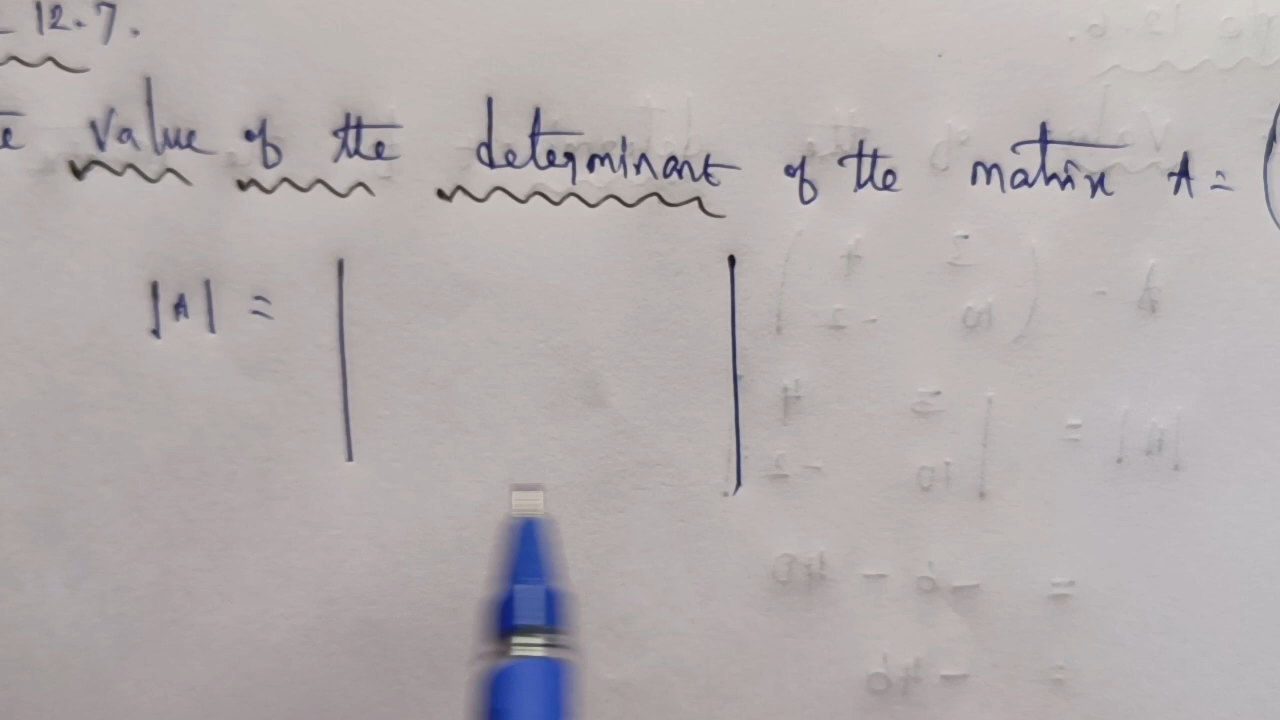 12.7.
value of the determinant of the matrix A = (
|A| = | |